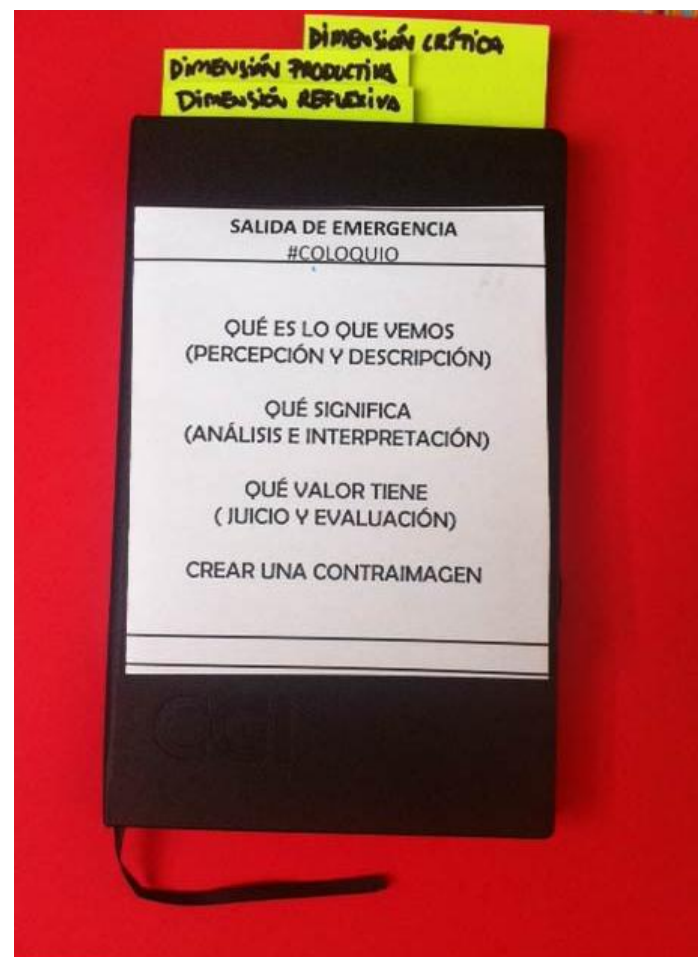 DIMENSIÓN CRÍTICA
DIMENSIÓN PRODUCTIVA
DIMENSIÓN REFLEXIVA
SALIDA DE EMERGENCIA
#COLOQUIO
QUÉ ES LO QUE VEMOS
(PERCEPCIÓN Y DESCRIPCIÓN)
QUÉ SIGNIFICA
(ANÁLISIS E INTERPRETACIÓN)
QUÉ VALOR TIENE
( JUICIO Y EVALUACIÓN)
CREAR UNA CONTRAIMAGEN